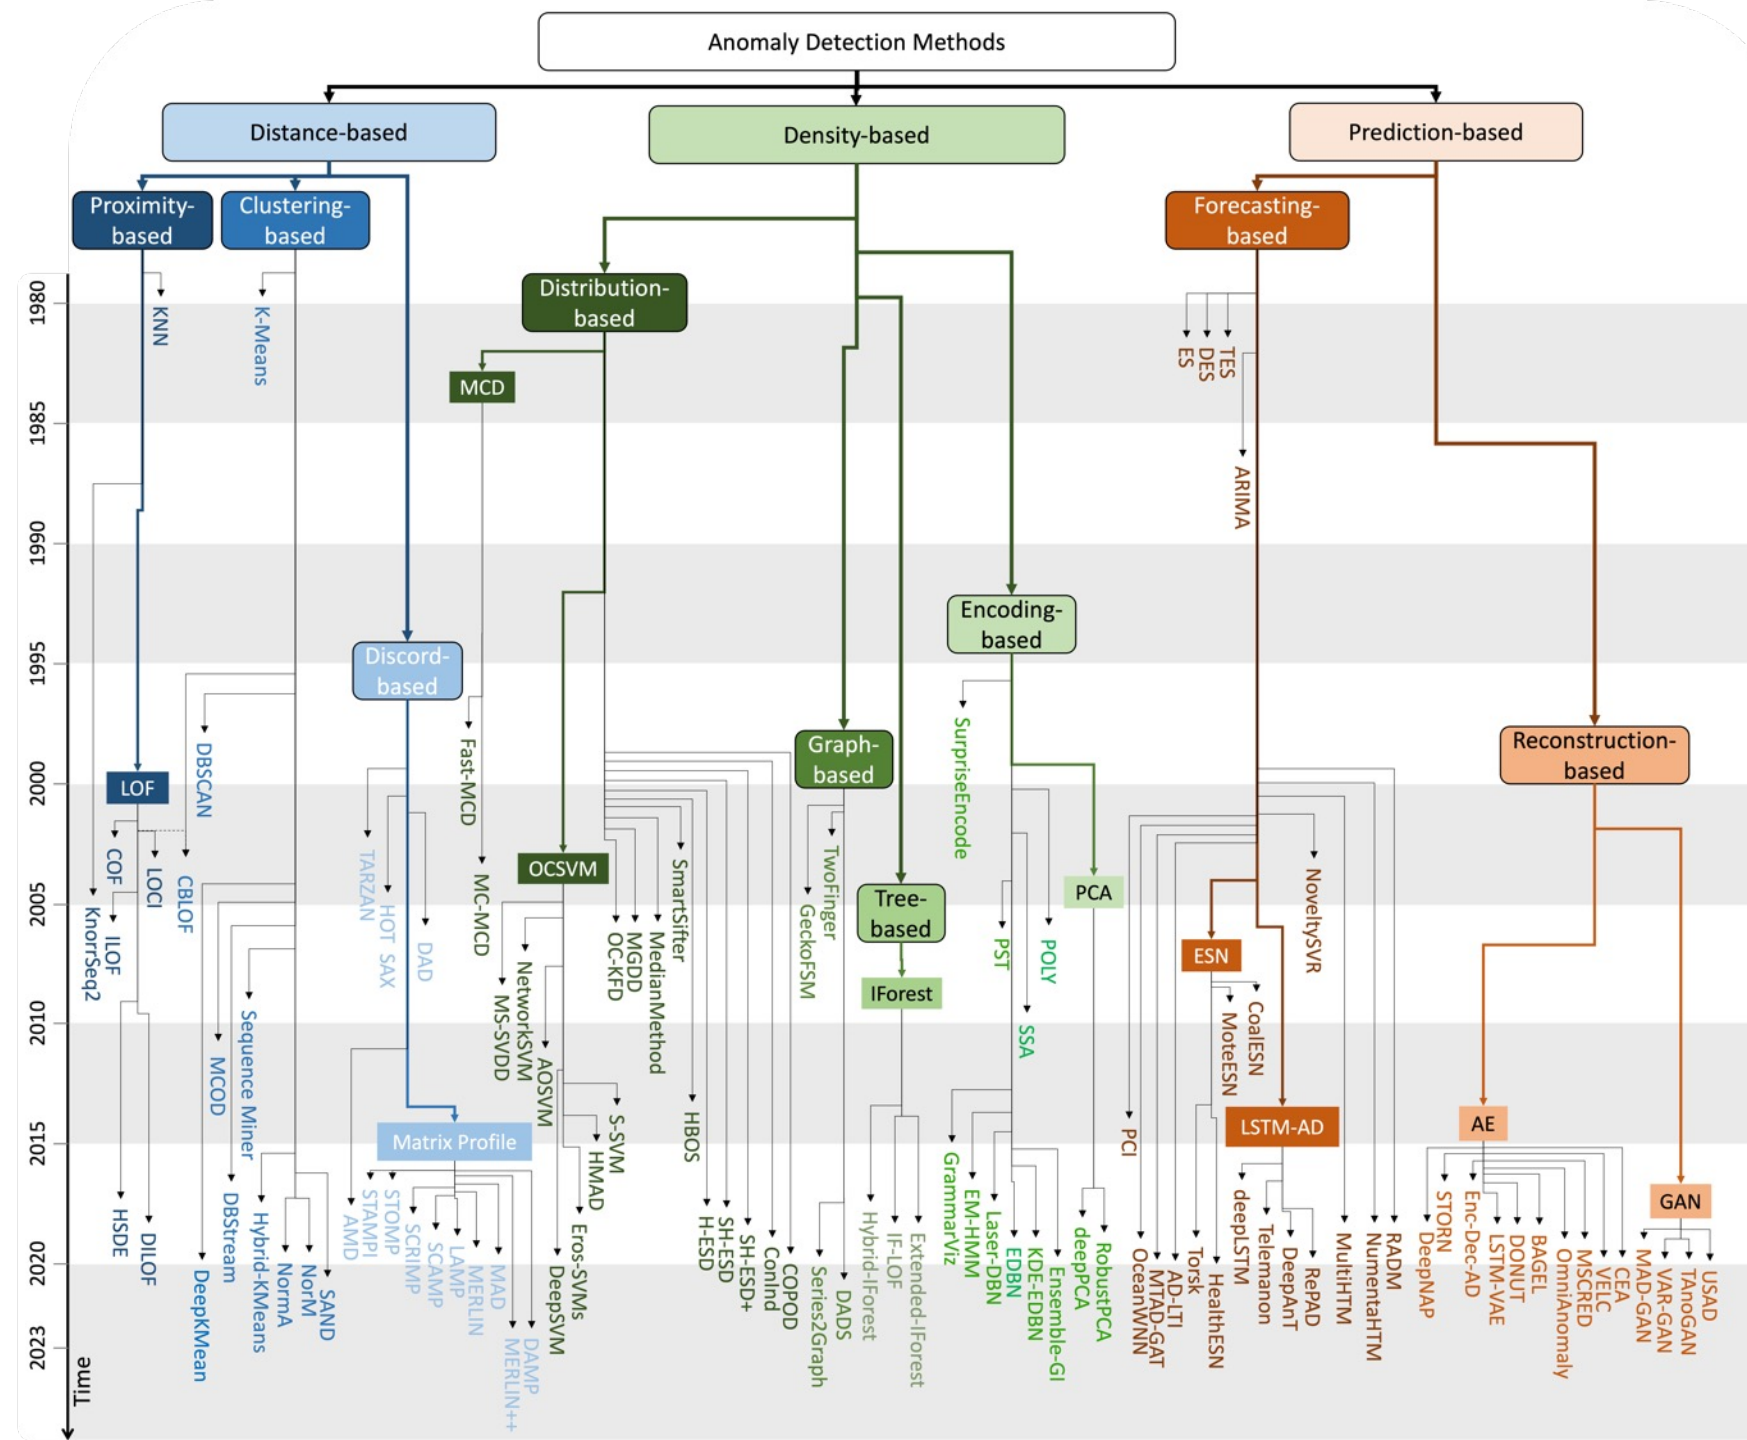 Anomaly Detection Methods
Distance-based
Density-based
Prediction-based
Proximity-
based
Clustering-
based
Forecasting-
based
Distribution-
based
1980
1985
1990
1995
2000
2005
2010
2015
2020
2023
Time
KNN
K-Means
MCD
ES
DES
TES
ARIMA
Encoding-
based
Discord-
based
Graph-
based
Reconstruction-
based
LOF
DBSCAN
Fast-MCD
SurpriseEncode
COF
LOCI
CBLOF
KnorrSeq2
ILOF
TARZAN
HOT SAX
DAD
MC-MCD
OCSVM
SmartSifter
MedianMethod
MGDD
OC-KFD
TwoFinger
GeckoFSM
Tree-
based
PCA
PST
POLY
NoveltySVR
ESN
IForest
Sequence Miner
MCOD
NetworkSVM
MS-SVDD
AOSVM
SSA
CoalESN
MoteESN
HBOS
S-SVM
HMAD
Matrix Profile
PCI
LSTM-AD
AE
GrammarViz
GAN
HSDE
DILOF
DeepKMean
DBStream
Hybrid-KMeans
NormA
NorM
SAND
AMD
STAMPI
STOMP
SCRIMP
SCAMP
LAMP
MERLIN
MAD
MERLIN++
DAMP
DeepSVM
Eros-SVMs
H-ESD
SH-ESD
SH-ESD+
ConInd
COPOD
Series2Graph
DADS
Hybrid-IForest
IF-LOF
Extended-IForest
EM-HMM
Laser-DBN
EDBN
KDE-EDBN
Ensemble-GI
deepPCA
RobustPCA
OceanWNN
MTAD-GAT
AD-LTI
Torsk
HealthESN
deepLSTM
Telemanon
DeepAnT
RePAD
MultiHTM
NumentaHTM
RADM
DeepNAP
STORN
Enc-Dec-AD
LSTM-VAE
DONUT
BAGEL
OmniAnomaly
MSCRED
VELC
CEA
MAD-GAN
VAR-GAN
TAnoGAN
USAD